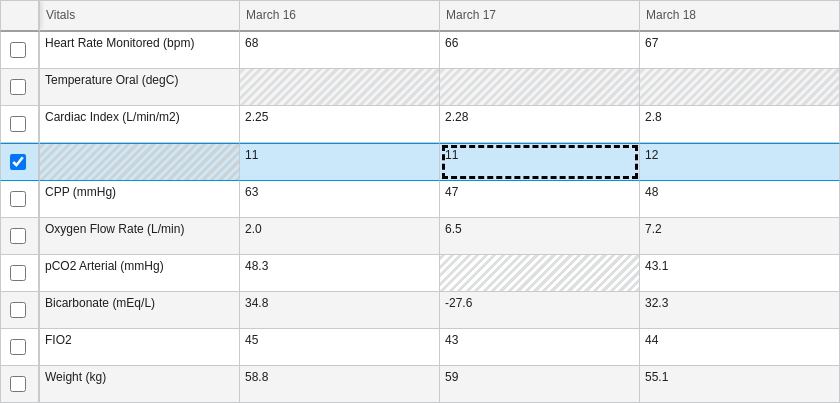 Vitals March 16 March 17 March 18
Heart Rate Monitored (bpm) 68 66 67
Temperature Oral (degC)
Cardiac Index (L/min/m2) 2.25 2.28 2.8
11 11 12
CPP (mmHg) 63 47 48
Oxygen Flow Rate (L/min) 2.0 6.5 7.2
pCO2 Arterial (mmHg) 48.3 43.1
Bicarbonate (mEq/L) 34.8 -27.6 32.3
FIO2 45 43 44
Weight (kg) 58.8 59 55.1